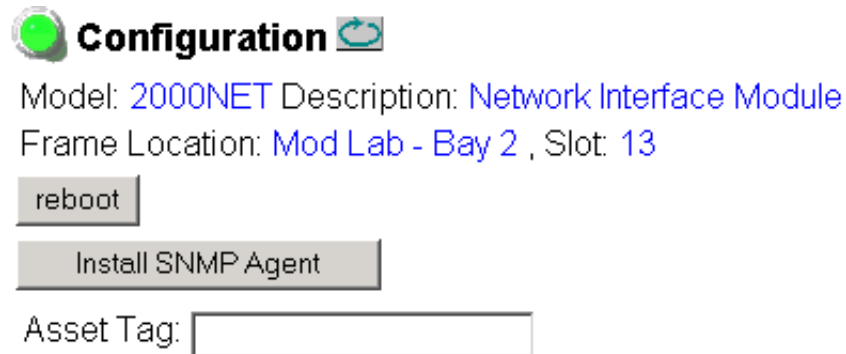 Configuration
Model: 2000NET Description: Network Interface Module
Frame Location: Mod Lab - Bay 2 , Slot: 13
reboot
Install SNMP Agent
Asset Tag: